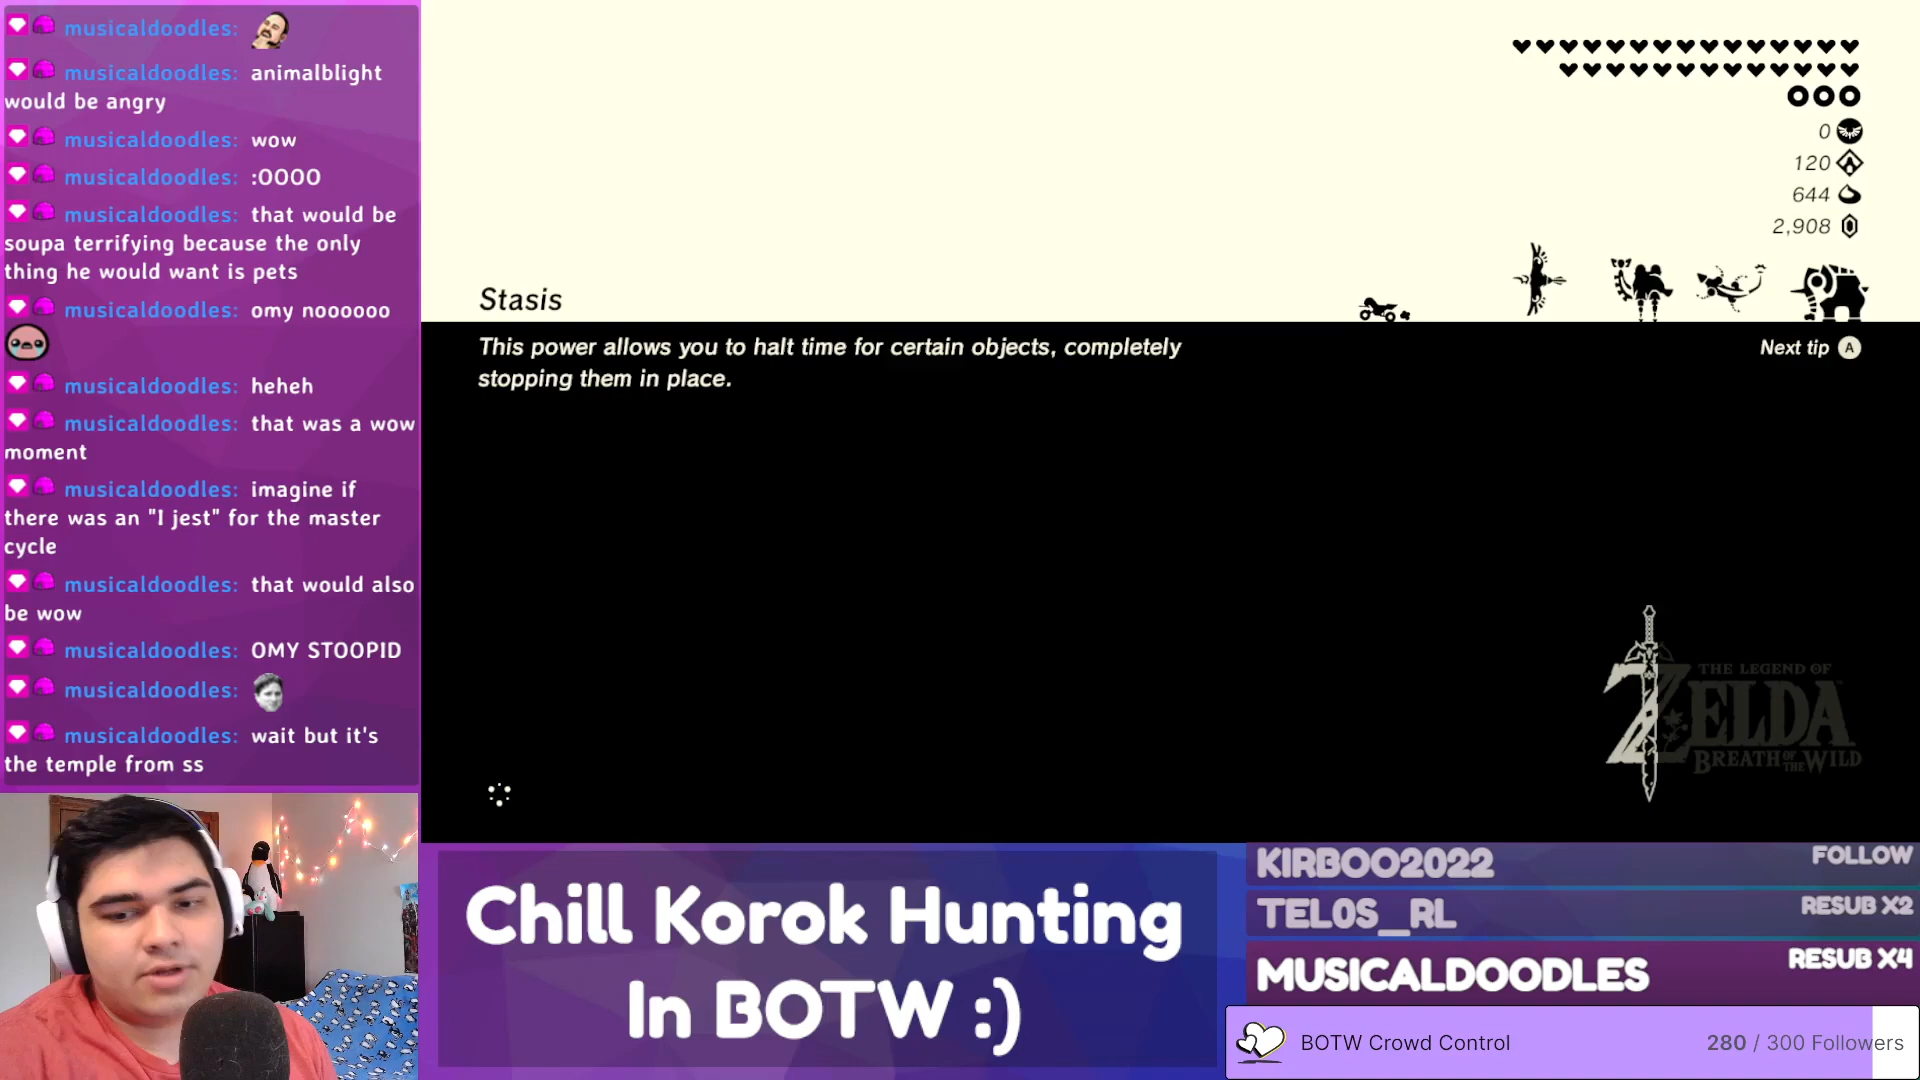 musicaldoodles:
musicaldoodles: animalblight
would be angry
musicaldoodles: wow
musicaldoodles: :OOOO
musicaldoodles: that would be
soupa terrifying because the only
thing he would want is pets
musicaldoodles: omy noooooo
musicaldoodles: heheh
musicaldoodles: that was a wow
moment
musicaldoodles: imagine if
there was an "I jest" for the master
cycle
musicaldoodles: that would also
be wow
musicaldoodles: OMY STOOPID
musicaldoodles:
musicaldoodles: wait but it's
the temple from ss
0
120
644
2,908
Stasis
This power allows you to halt time for certain objects, completely
stopping them in place.
Next tip A
THE LEGEND OF
ZELDA
BREATH OF THE WILD
Chill Korok Hunting
In BOTW :)
KIRBOO2022 FOLLOW
TEL0S__RL RESUB X2
MUSICALDOODLES RESUB X4
BOTW Crowd Control 280 / 300 Followers